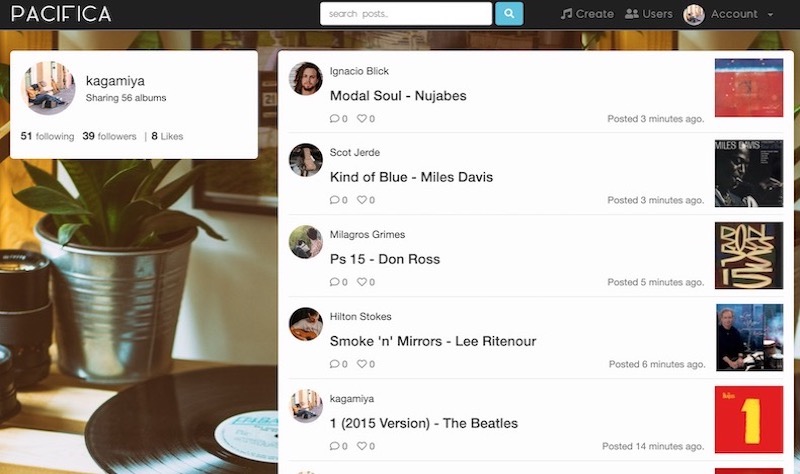 PACIFICA
search posts..
Create
Users
Account
kagamiya
Sharing 56 albums
51 following 39 followers | 8 Likes
Ignacio Blick
Modal Soul - Nujabes
0 0
Posted 3 minutes ago.
Scot Jerde
Kind of Blue - Miles Davis
0 0
Posted 3 minutes ago.
MILES DAVIS
Milagros Grimes
Ps 15 - Don Ross
0 0
Posted 5 minutes ago.
Hilton Stokes
Smoke 'n' Mirrors - Lee Ritenour
0 0
Posted 6 minutes ago.
kagamiya
1 (2015 Version) - The Beatles
0 0
Posted 14 minutes ago.
1